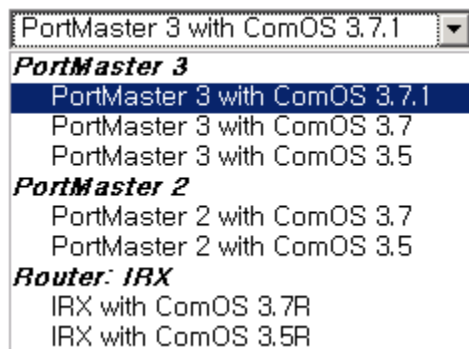 PortMaster 3 with ComOS 3.7.1
PortMaster 3
PortMaster 3 with ComOS 3.7.1
PortMaster 3 with ComOS 3.7
PortMaster 3 with ComOS 3.5
PortMaster 2
PortMaster 2 with ComOS 3.7
PortMaster 2 with ComOS 3.5
Router: IRX
IRX with ComOS 3.7R
IRX with ComOS 3.5R